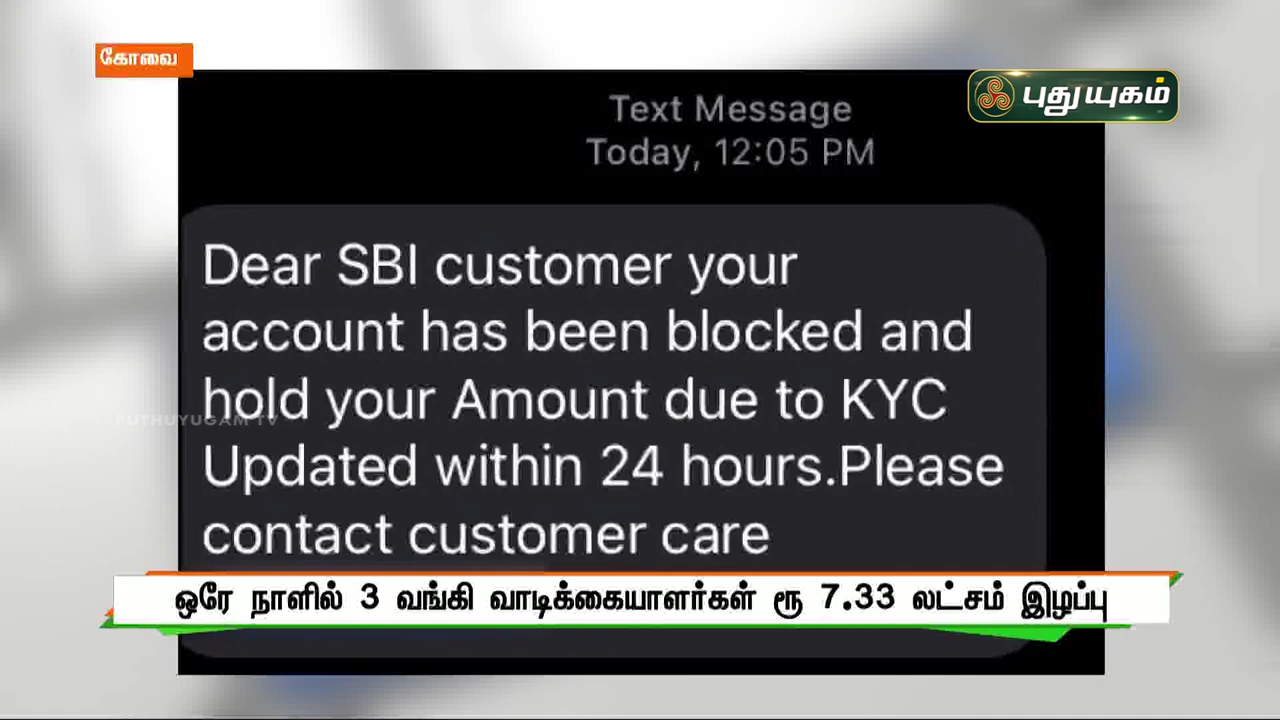 கோவை
புதுயுகம்
Text Message
Today, 12:05 PM
Dear SBI customer your
account has been blocked and
hold your Amount due to KYC
PUTHUYUGAM TV
Updated within 24 hours.Please
contact customer care
ஒரே நாளில் 3 வங்கி வாடிக்கையாளர்கள் ரூ 7.33 லட்சம் இழப்பு